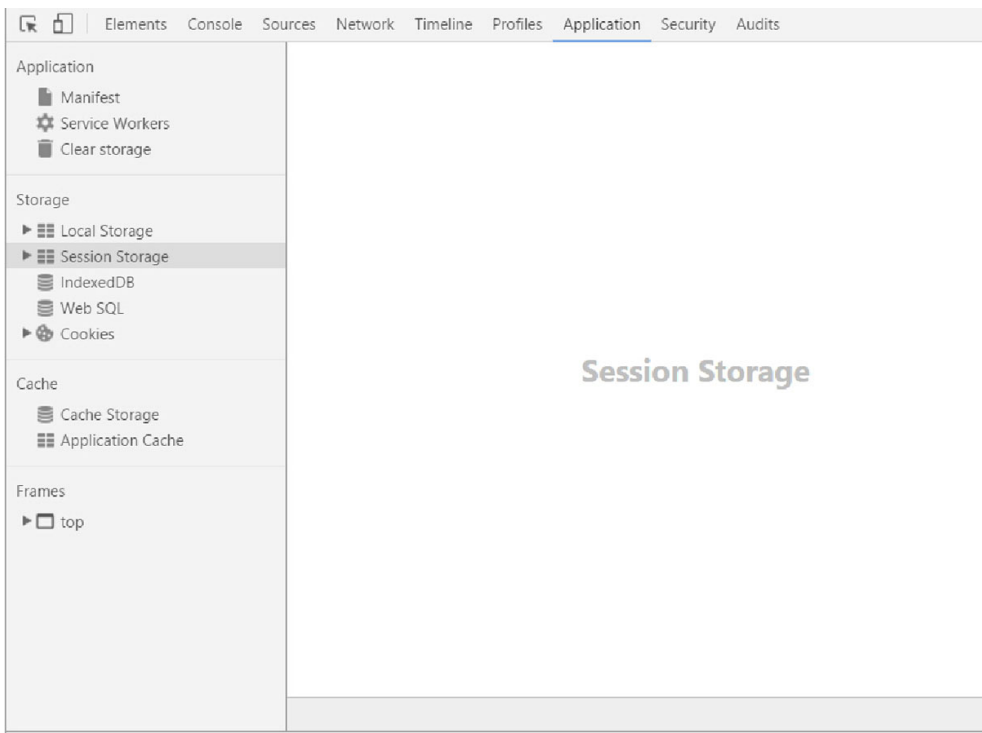 Elements Console Sources Network Timeline Profiles Application Security Audits
Application
Manifest
Service Workers
Clear storage
Storage
Local Storage
Session Storage
IndexedDB
Web SQL
Cookies
Session Storage
Cache
Cache Storage
Application Cache
Frames
top